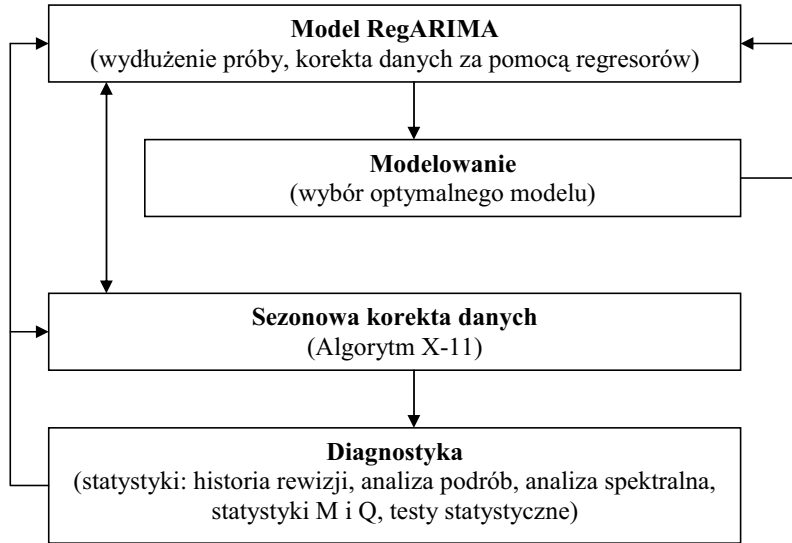 Model RegARIMA
(wydłużenie próby, korekta danych za pomocą regresorów)
Modelowanie
(wybór optymalnego modelu)
Sezonowa korekta danych
(Algorytm X-11)
Diagnostyka
(statystyki: historia rewizji, analiza podrób, analiza spektralna,
statystyki M i Q, testy statystyczne)